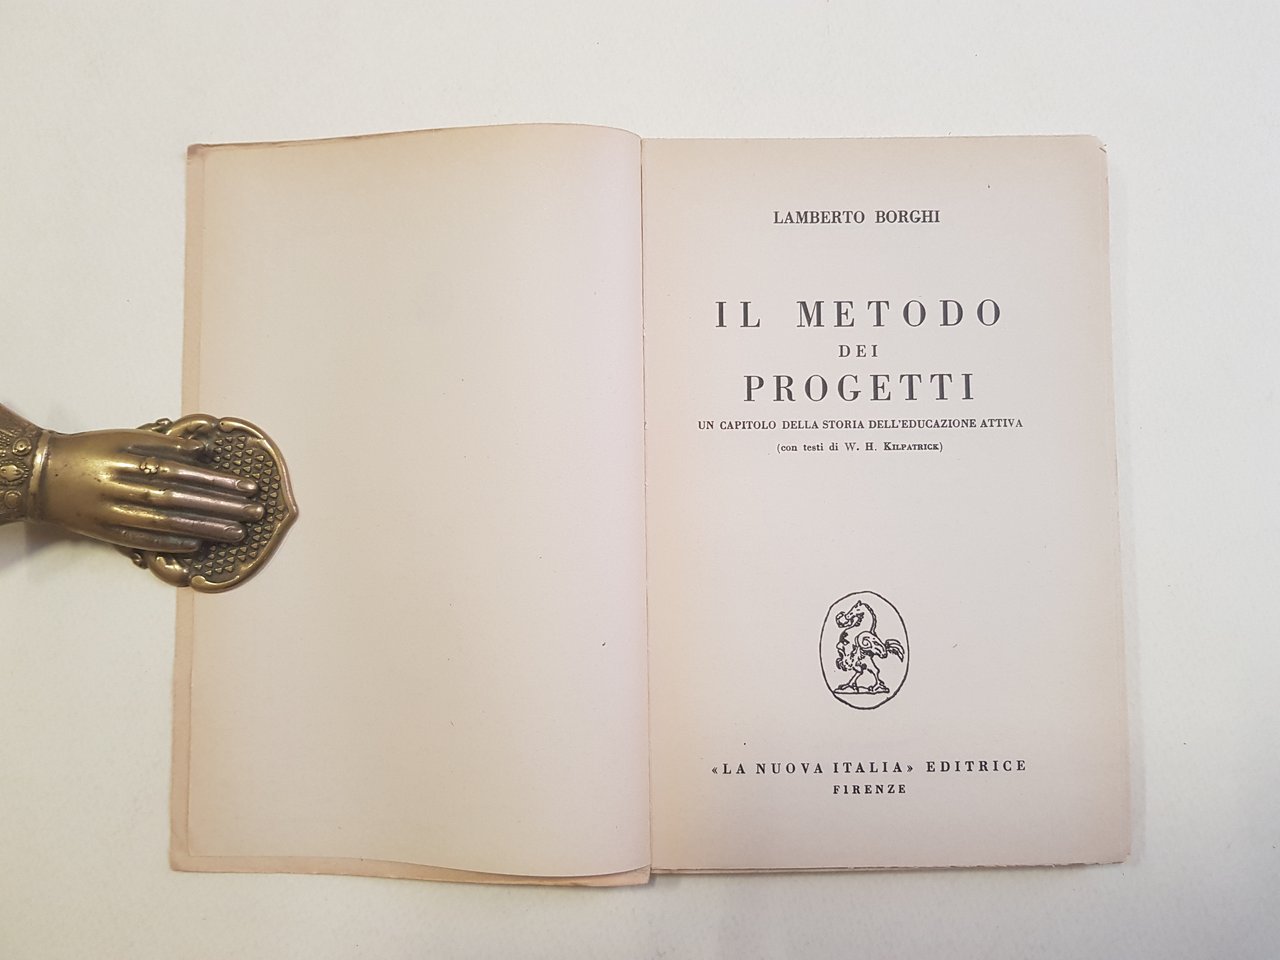 LAMBERTO BORGHI
IL METODO
DEI
PROGETTI
UN CAPITOLO DELLA STORIA DELL'EDUCAZIONE ATTIVA
(con testi di W. H. KILPATRICK)
«LA NUOVA ITALIA» EDITRICE
FIRENZE